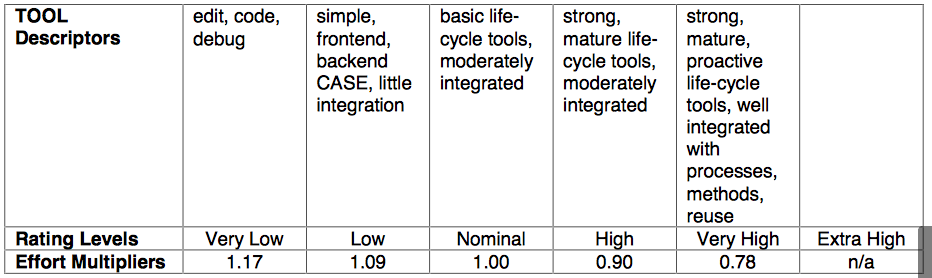 TOOL
Descriptors
edit, code,
debug
simple,
frontend,
backend
CASE, little
integration
basic life-
cycle tools,
moderately
integrated
strong,
mature life-
cycle tools,
moderately
integrated
strong,
mature,
proactive
life-cycle
tools, well
integrated
with
processes,
methods,
reuse
Rating Levels Very Low Low Nominal High Very High Extra High
Effort Multipliers 1.17 1.09 1.00 0.90 0.78 n/a